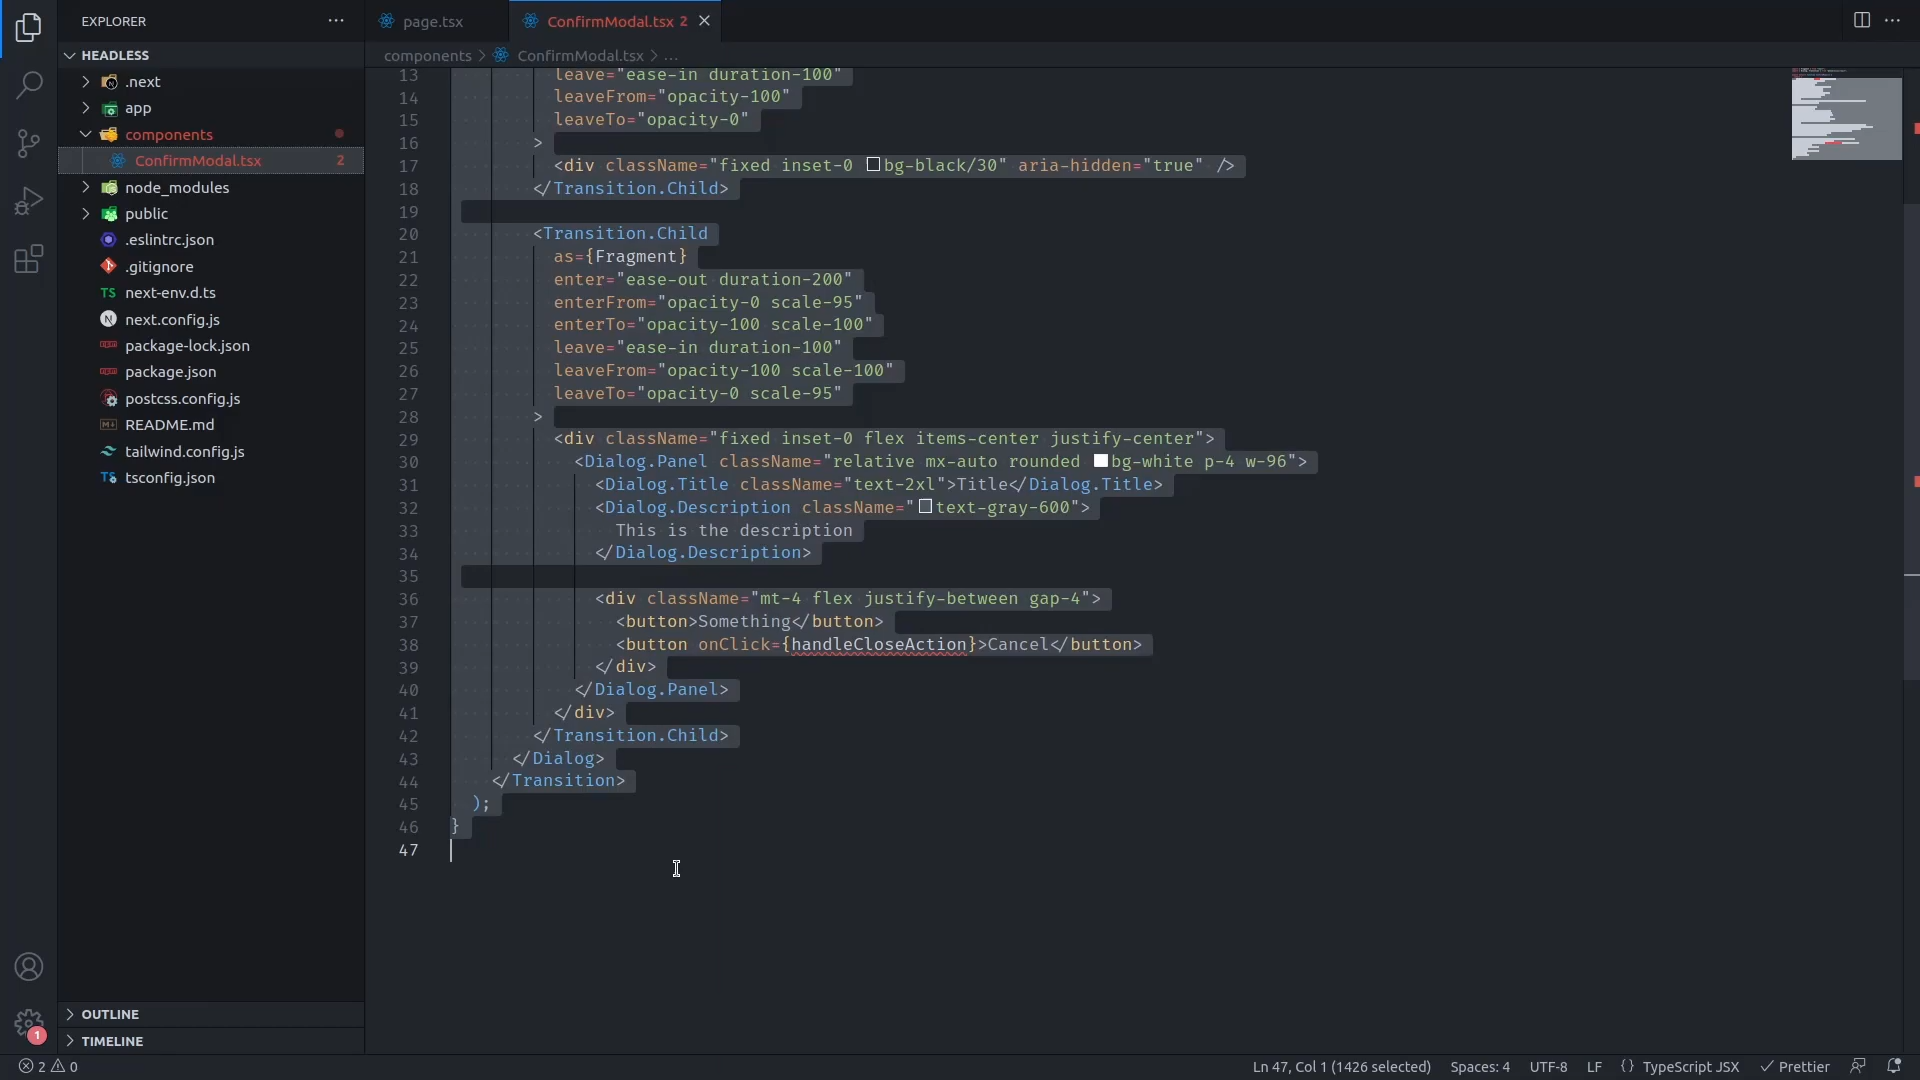 EXPLORER
HEADLESS
.next
app
components
ConfirmModal.tsx 2
node_modules
public
.eslintrc.json
.gitignore
TS next-env.d.ts
N next.config.js
package-lock.json
package.json
postcss.config.js
README.md
tailwind.config.js
TS tsconfig.json
OUTLINE
TIMELINE
1
page.tsx
ConfirmModal.tsx 2
components > ConfirmModal.tsx > ...
13 leave="ease-in duration-100"
14 leaveFrom="opacity-100"
15 leaveTo="opacity-0"
16 >
17 <div className="fixed inset-0 bg-black/30" aria-hidden="true" />
18 </Transition.Child>
19
20 <Transition.Child
21 as={Fragment}
22 enter="ease-out duration-200"
23 enterFrom="opacity-0 scale-95"
24 enterTo="opacity-100 scale-100"
25 leave="ease-in duration-100"
26 leaveFrom="opacity-100 scale-100"
27 leaveTo="opacity-0 scale-95"
28 >
29 <div className="fixed inset-0 flex items-center justify-center">
30 <Dialog.Panel className="relative mx-auto rounded bg-white p-4 w-96">
31 <Dialog.Title className="text-2xl">Title</Dialog.Title>
32 <Dialog.Description className="text-gray-600">
33 This is the description
34 </Dialog.Description>
35
36 <div className="mt-4 flex justify-between gap-4">
37 <button>Something</button>
38 <button onClick={handleCloseAction}>Cancel</button>
39 </div>
40 </Dialog.Panel>
41 </div>
42 </Transition.Child>
43 </Dialog>
44 </Transition>
45 );
46 }
47
2 0
Ln 47, Col 1 (1426 selected) Spaces: 4 UTF-8 LF {} TypeScript JSX Prettier